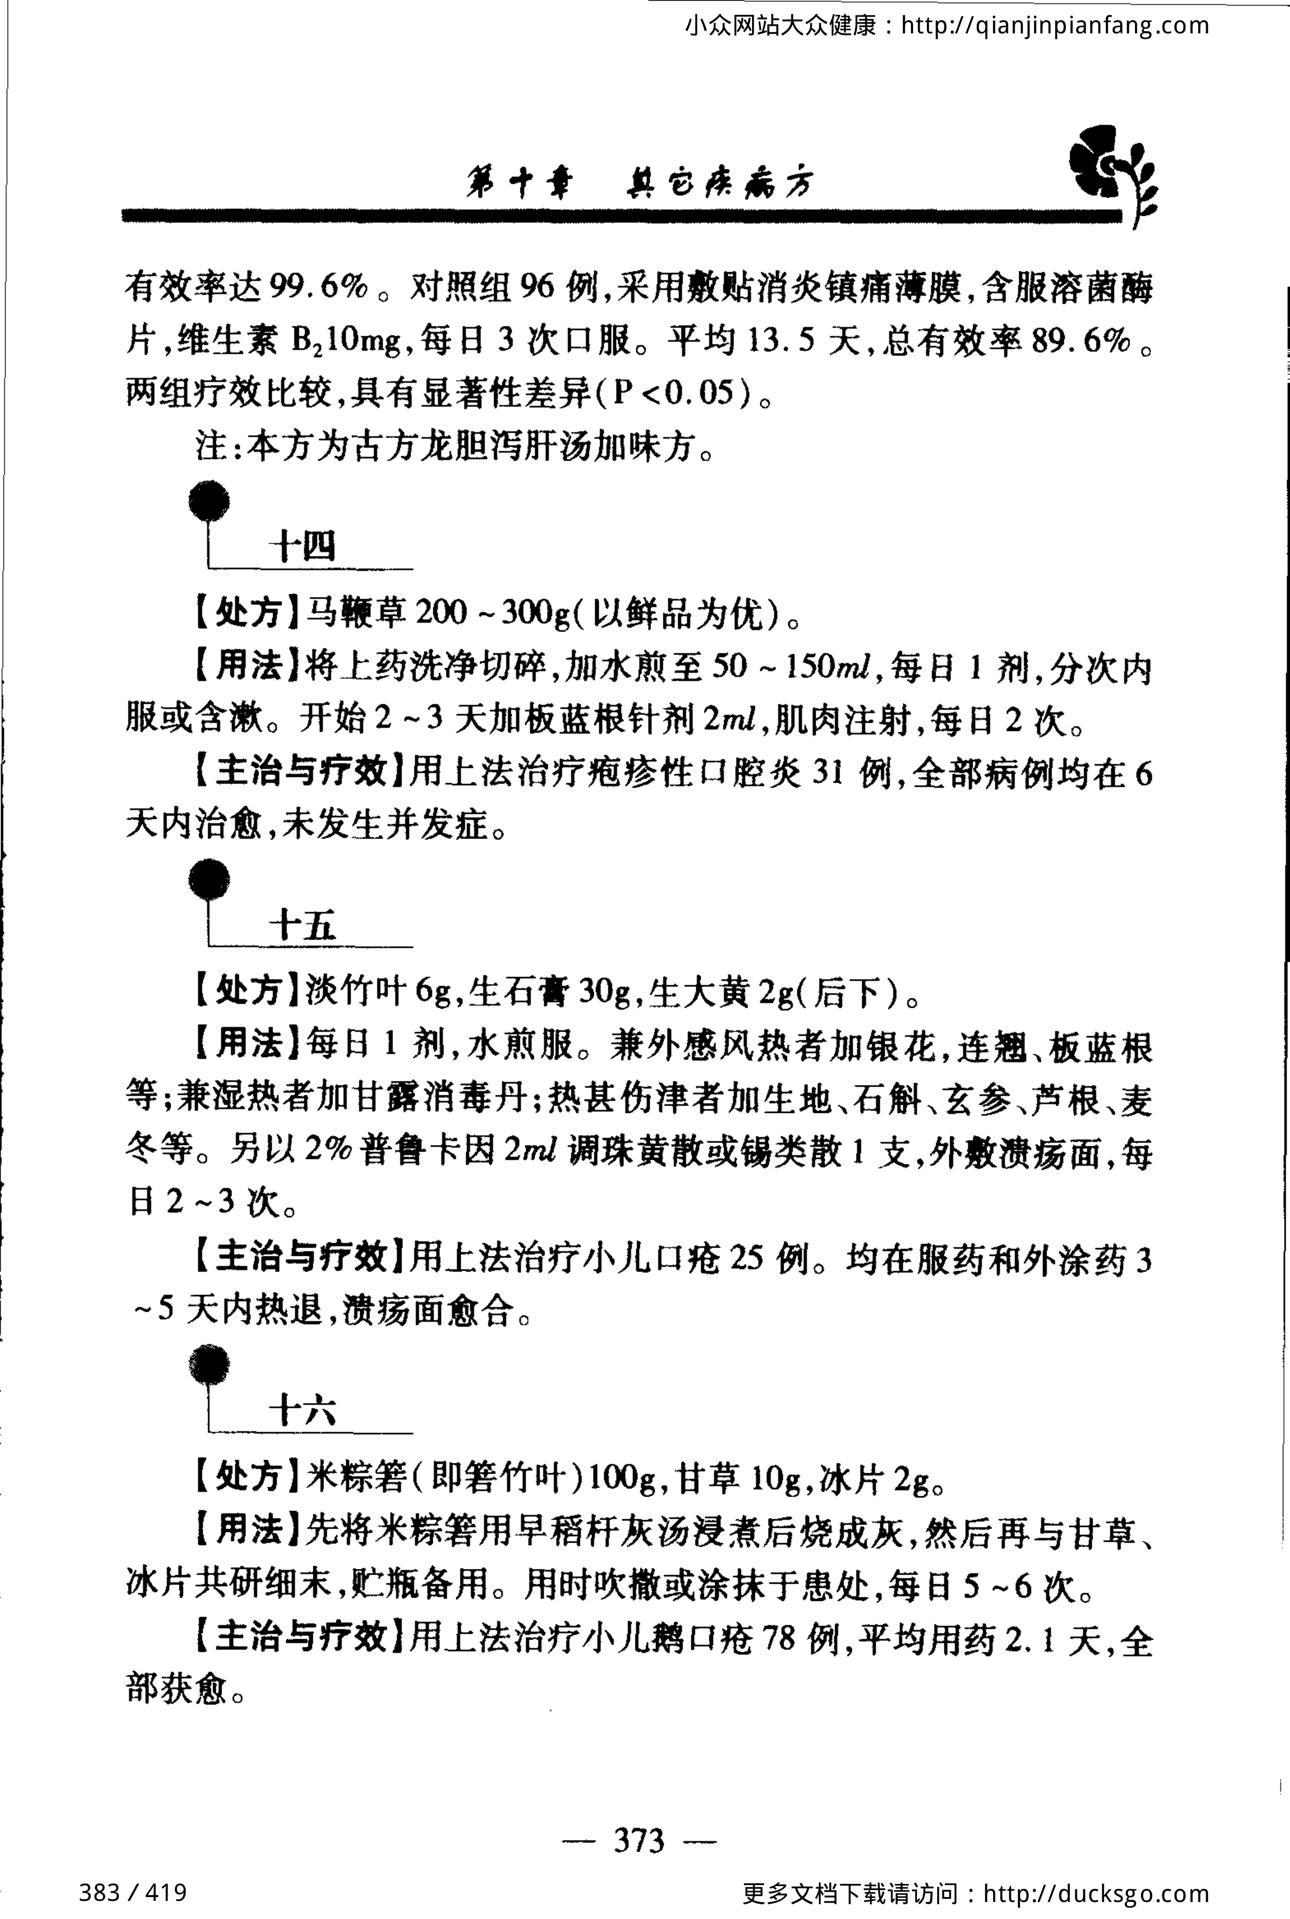 小众网站大众健康：http://qianjinpianfang.com
第十章 其它疾病方
有效率达99.6%。对照组96例,采用敷贴消炎镇痛薄膜,含服溶菌酶
片,维生素B₂10mg,每日3次口服。平均13.5天,总有效率89.6%。
两组疗效比较,具有显著性差异(P<0.05)。
注:本方为古方龙胆泻肝汤加味方。
十四
【处方】马鞭草200~300g(以鲜品为优)。
【用法】将上药洗净切碎,加水煎至50~150ml,每日1剂,分次内
服或含漱。开始2~3天加板蓝根针剂2ml,肌肉注射,每日2次。
【主治与疗效】用上法治疗疱疹性口腔炎31例,全部病例均在6
天内治愈,未发生并发症。
十五
【处方】淡竹叶6g,生石膏30g,生大黄2g(后下)。
【用法】每日1剂,水煎服。兼外感风热者加银花,连翘、板蓝根
等;兼湿热者加甘露消毒丹;热甚伤津者加生地、石斛、玄参、芦根、麦
冬等。另以2%普鲁卡因2ml调珠黄散或锡类散1支,外敷溃疡面,每
日2~3次。
【主治与疗效】用上法治疗小儿口疮25例。均在服药和外涂药3
~5天内热退,溃疡面愈合。
十六
【处方】米粽箬(即箬竹叶)100g,甘草10g,冰片2g。
【用法】先将米粽箬用早稻杆灰汤浸煮后烧成灰,然后再与甘草、
冰片共研细末,贮瓶备用。用时吹撒或涂抹于患处,每日5~6次。
【主治与疗效】用上法治疗小儿鹅口疮78例,平均用药2.1天,全
部获愈。
— 373 —
383 / 419
更多文档下载请访问：http://ducksgo.com